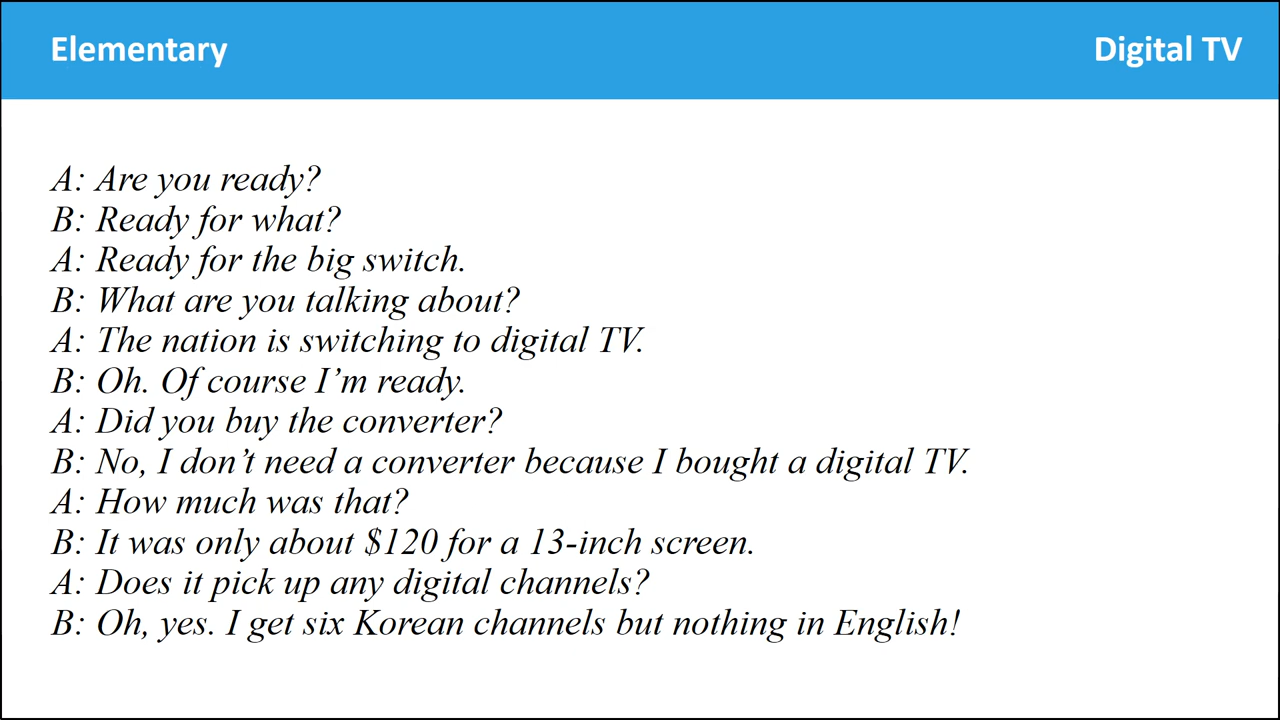 Elementary
Digital TV
A: Are you ready?
B: Ready for what?
A: Ready for the big switch.
B: What are you talking about?
A: The nation is switching to digital TV.
B: Oh. Of course I’m ready.
A: Did you buy the converter?
B: No, I don’t need a converter because I bought a digital TV.
A: How much was that?
B: It was only about $120 for a 13-inch screen.
A: Does it pick up any digital channels?
B: Oh, yes. I get six Korean channels but nothing in English!